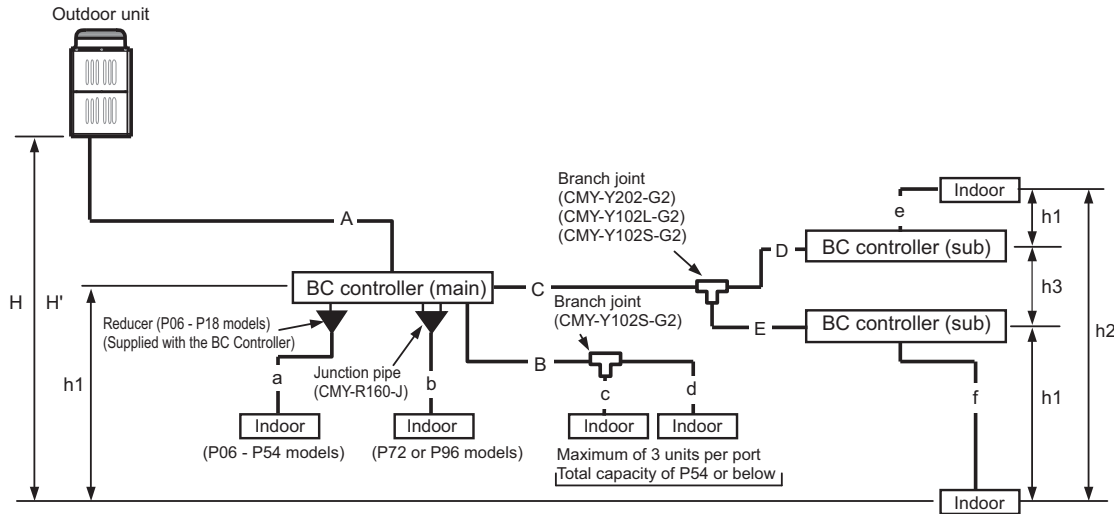 Outdoor unit
A
H
H'
h1
BC controller (main)
Reducer (P06 - P18 models)
(Supplied with the BC Controller)
a
Indoor
(P06 - P54 models)
Junction pipe
(CMY-R160-J)
b
Indoor
(P72 or P96 models)
C
Branch joint
(CMY-Y202-G2)
(CMY-Y102L-G2)
(CMY-Y102S-G2)
Branch joint
(CMY-Y102S-G2)
B
c
d
Indoor
Indoor
Maximum of 3 units per port
Total capacity of P54 or below
D
E
e
Indoor
BC controller (sub)
BC controller (sub)
f
Indoor
h1
h3
h1
h2